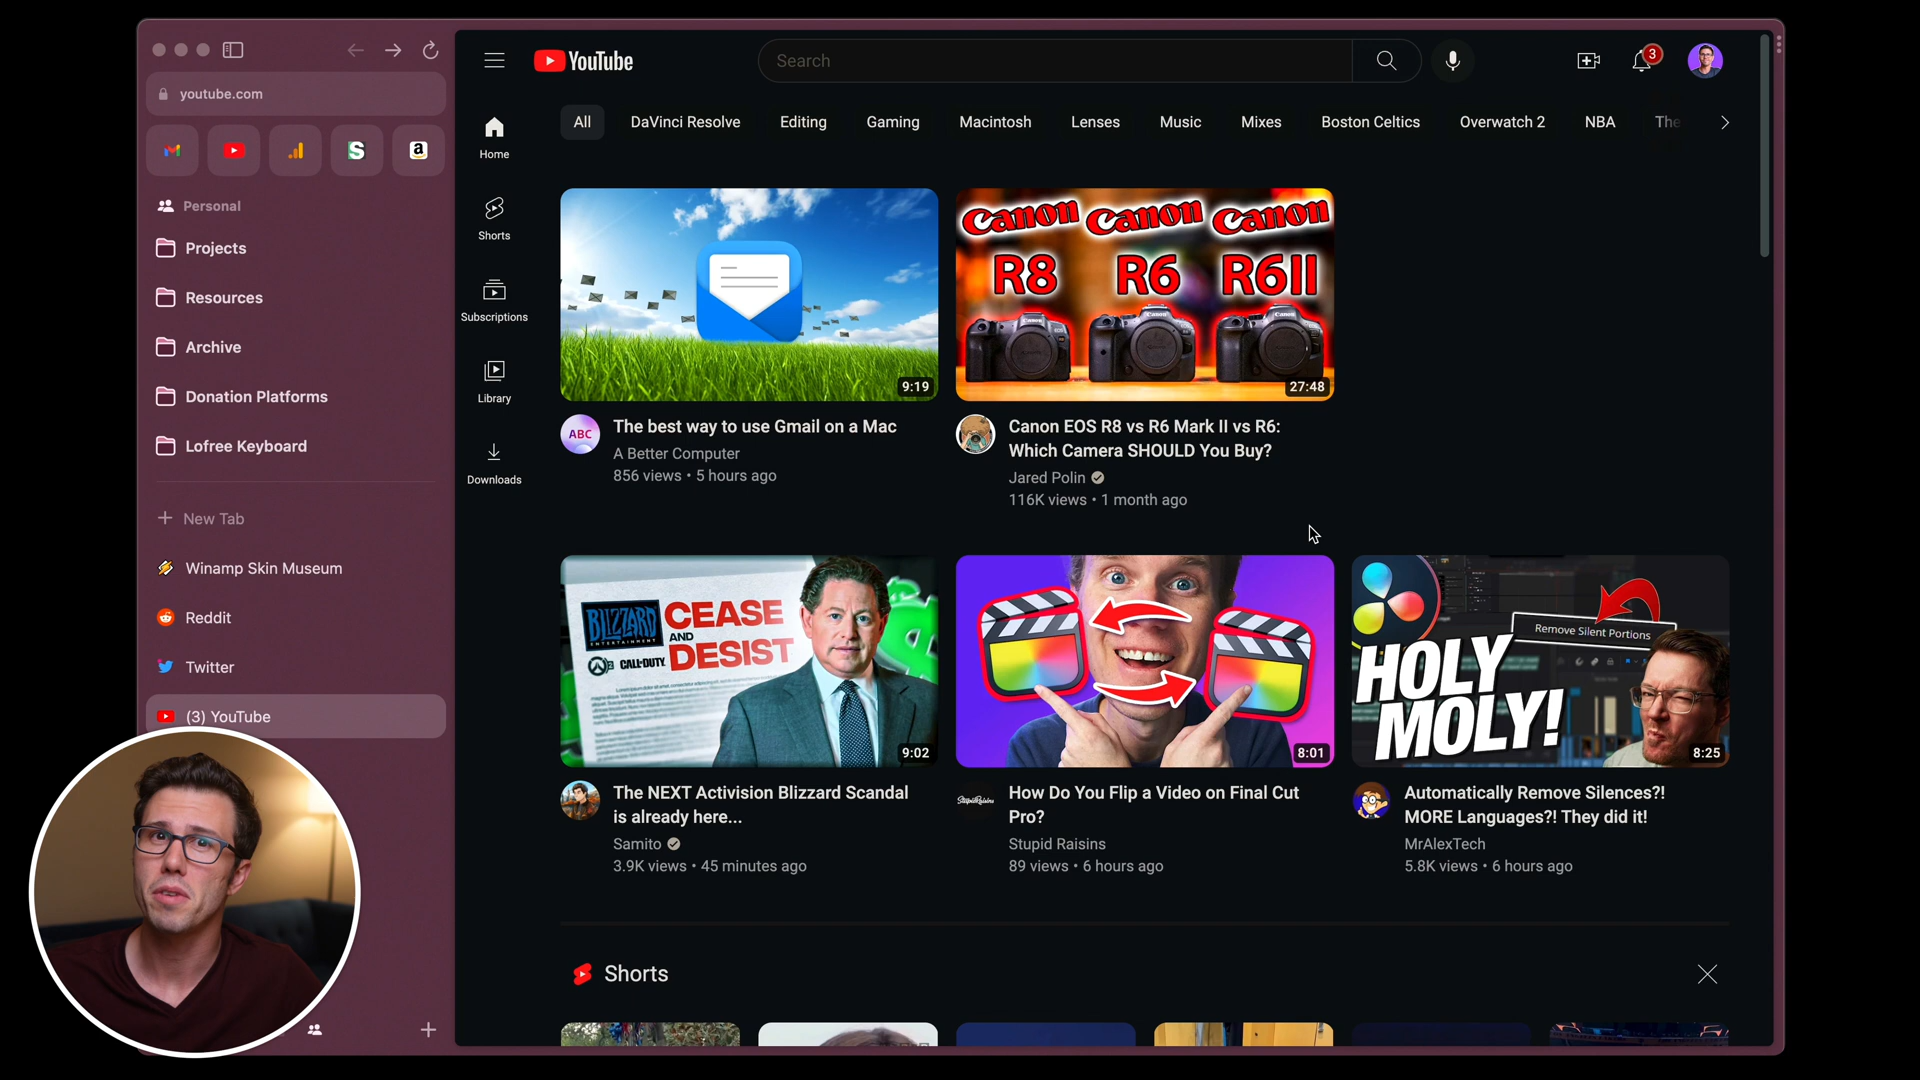 youtube.com
Personal
Projects
Resources
Archive
Donation Platforms
Lofree Keyboard
New Tab
Winamp Skin Museum
Reddit
Twitter
(3) YouTube
YouTube
Search
3
Home
Shorts
Subscriptions
Library
Downloads
All
DaVinci Resolve
Editing
Gaming
Macintosh
Lenses
Music
Mixes
Boston Celtics
Overwatch 2
NBA
The
9:19
ABC
The best way to use Gmail on a Mac
A Better Computer
856 views • 5 hours ago
Canon Canon Canon
R8 R6 R6II
27:48
Canon EOS R8 vs R6 Mark II vs R6:
Which Camera SHOULD You Buy?
Jared Polin
116K views • 1 month ago
BLIZZARD
ENTERTAINMENT
CALL OF DUTY
CEASE
AND
DESIST
9:02
The NEXT Activision Blizzard Scandal
is already here...
Samito
3.9K views • 45 minutes ago
8:01
How Do You Flip a Video on Final Cut
Pro?
Stupid Raisins
89 views • 6 hours ago
Remove Silent Portions
HOLY
MOLY!
8:25
Automatically Remove Silences?!
MORE Languages?! They did it!
MrAlexTech
5.8K views • 6 hours ago
Shorts